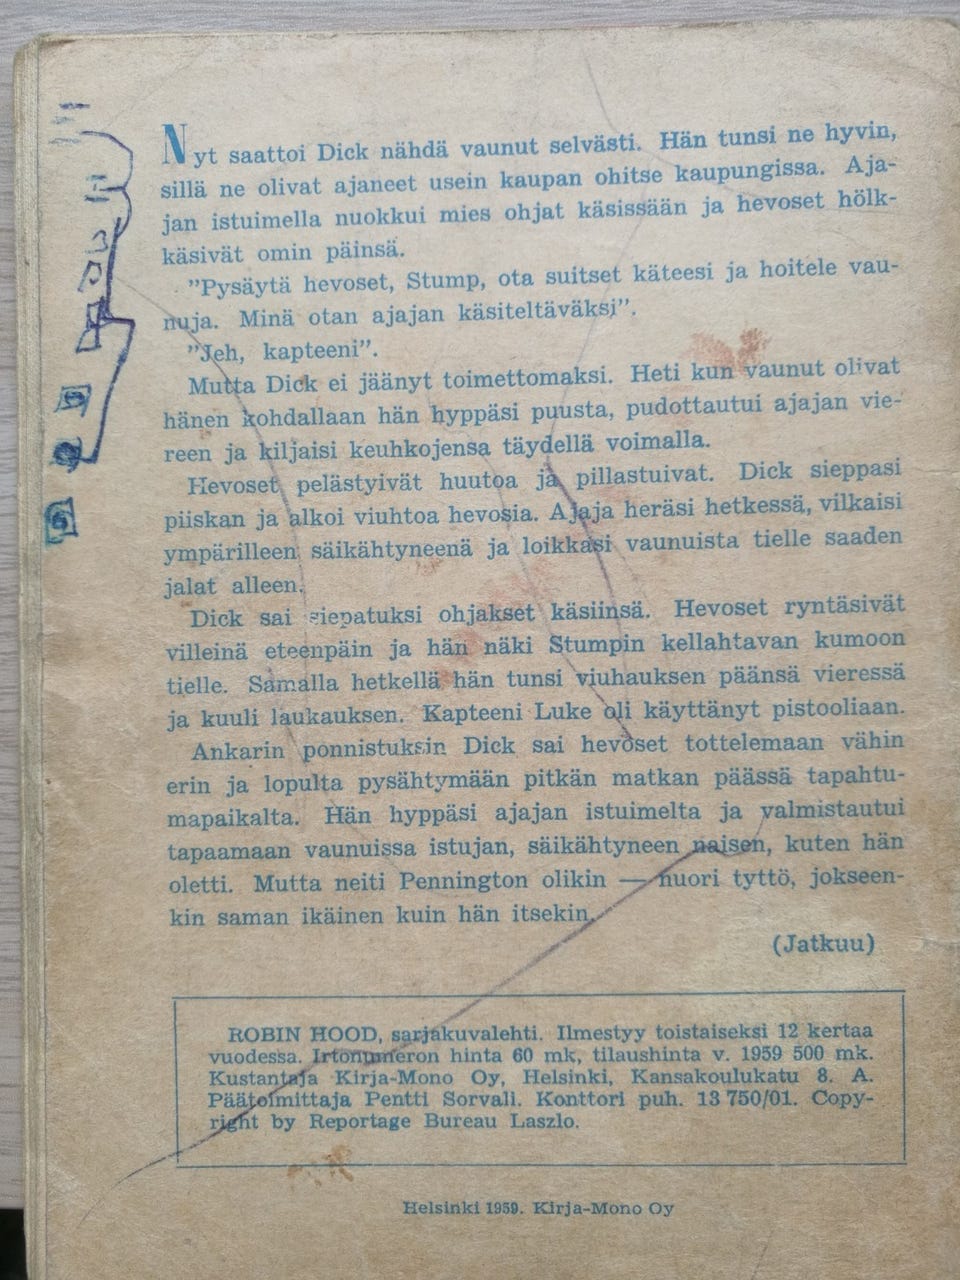 Nyt saattoi Dick nähdä vaunut selvästi. Hän tunsi ne hyvin,
sillä ne olivat ajaneet usein kaupan ohitse kaupungissa. Aja-
jan istuimella nuokkui mies ohjat käsissään ja hevoset hölk-
käsivät omin päinsä.
"Pysäytä hevoset, Stump, ota suitset käteesi ja hoitele vau-
nuja. Minä otan ajajan käsiteltäväksi".
"Jeh, kapteeni".
Mutta Dick ei jäänyt toimettomaksi. Heti kun vaunut olivat
hänen kohdallaan hän hyppäsi puusta, pudottautui ajajan vie-
reen ja kiljaisi keuhkojensa täydellä voimalla.
Hevoset pelästyivät huutoa ja pillastuivat. Dick sieppasi
piiskan ja alkoi viuhtoa hevosia. Ajaja heräsi hetkessä, vilkaisi
ympärilleen säikähtyneenä ja loikkasi vaunuista tielle saaden
jalat alleen.
Dick sai siepatuksi ohjakset käsiinsä. Hevoset ryntäsivät
villeinä eteenpäin ja hän näki Stumpin kellahtavan kumoon
tielle. Samalla hetkellä hän tunsi viuhauksen päänsä vieressä
ja kuuli laukauksen. Kapteeni Luke oli käyttänyt pistooliaan.
Ankarin ponnistuksin Dick sai hevoset tottelemaan vähin
erin ja lopulta pysähtymään pitkän matkan päässä tapahtu-
mapaikalta. Hän hyppäsi ajajan istuimelta ja valmistautui
tapaamaan vaunuissa istujan, säikähtyneen naisen, kuten hän
oletti. Mutta neiti Pennington olikin — nuori tyttö, jokseen-
kin saman ikäinen kuin hän itsekin.
(Jatkuu)
ROBIN HOOD, sarjakuvalehti. Ilmestyy toistaiseksi 12 kertaa
vuodessa. Irtonumeron hinta 60 mk, tilaushinta v. 1959 500 mk.
Kustantaja Kirja-Mono Oy, Helsinki, Kansakoulukatu 8. A.
Päätoimittaja Pentti Sorvali. Konttori puh. 13 750/01. Copy-
right by Reportage Bureau Laszlo.
Helsinki 1959. Kirja-Mono Oy